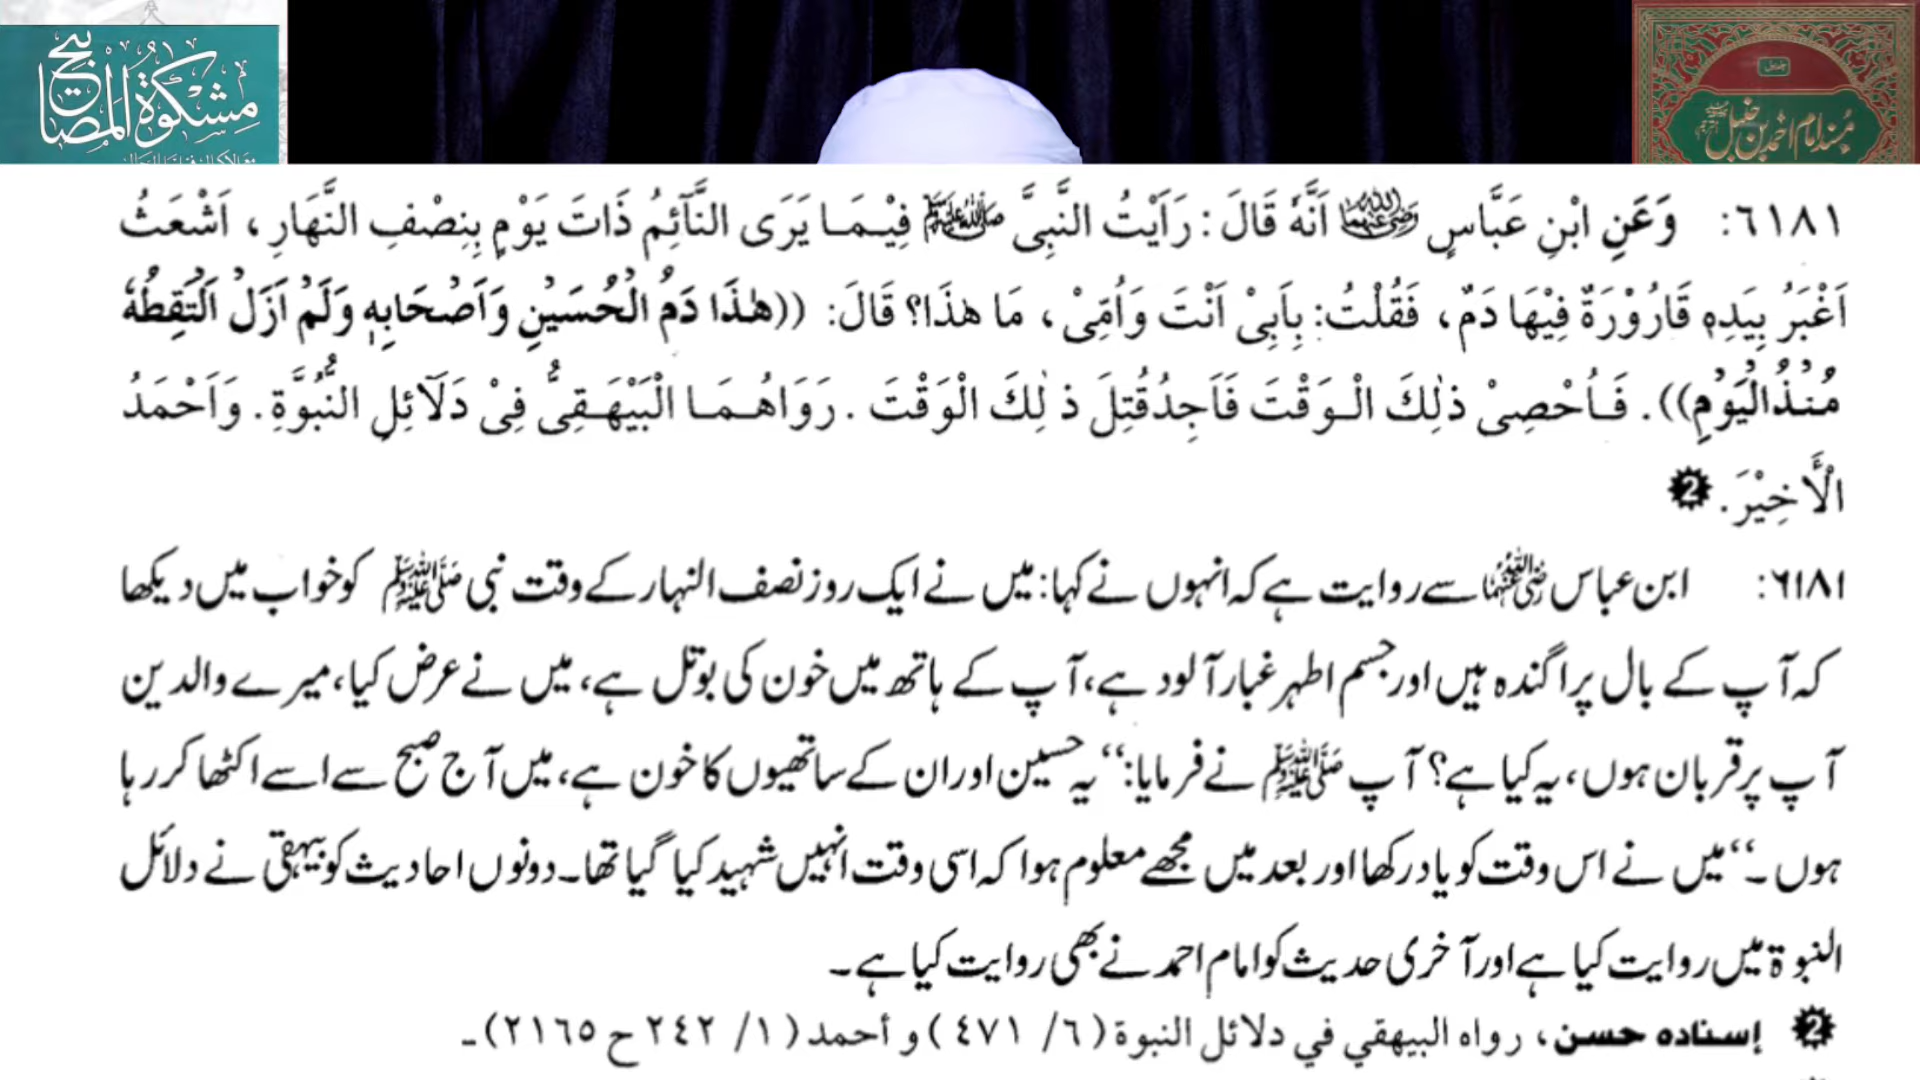 مشكوة المصابيح
جلد اول
مُسند امام احمد بن حنبل
٦١٨١: وَعَنِ ابْنِ عَبَّاسٍ رضي الله عنهما اَنَّهٗ قَالَ: رَاَيْتُ النَّبِيَّ ﷺ فِيْمَا يَرَى النَّآئِمُ ذَاتَ يَوْمٍ بِنِصْفِ النَّهَارِ، اَشْعَثُ
اَغْبَرُ بِيَدِهٖ قَارُوْرَةٌ فِيْهَا دَمٌ، فَقُلْتُ: بِاَبِيْ اَنْتَ وَاُمِّيْ، مَا هٰذَا؟ قَالَ: ((هٰذَا دَمُ الْحُسَيْنِ وَاَصْحَابِهٖ وَلَمْ اَزَلْ اَلْتَقِطُهٗ
مُنْذُ الْيَوْمِ)). فَاُحْصِيْ ذٰلِكَ الْوَقْتَ فَاَجِدُ قُتِلَ ذٰلِكَ الْوَقْتَ. رَوَاهُمَا الْبَيْهَقِيُّ فِيْ دَلَآئِلِ النُّبُوَّةِ. وَاَحْمَدُ
الْاَخِيْرَ. 2
۶۱۸۱: ابن عباس رضی اللہ عنہما سے روایت ہے کہ انہوں نے کہا: میں نے ایک روز نصف النہار کے وقت نبی ﷺ کو خواب میں دیکھا
کہ آپ کے بال پراگندہ ہیں اور جسم اطہر غبار آلود ہے، آپ کے ہاتھ میں خون کی بوتل ہے، میں نے عرض کیا، میرے والدین
آپ پر قربان ہوں، یہ کیا ہے؟ آپ ﷺ نے فرمایا: ‘‘یہ حسین اور ان کے ساتھیوں کا خون ہے، میں آج صبح سے اسے اکٹھا کر رہا
ہوں۔‘‘ میں نے اس وقت کو یاد رکھا اور بعد میں مجھے معلوم ہوا کہ اسی وقت انہیں شہید کیا گیا تھا۔ دونوں احادیث کو بیہقی نے دلائل
النبوۃ میں روایت کیا ہے اور آخری حدیث کو امام احمد نے بھی روایت کیا ہے۔
2 إسناده حسن، رواه البيهقي في دلائل النبوة (٦/ ٤٧١) و أحمد (١/ ٢٤٢ ح ٢١٦٥)۔